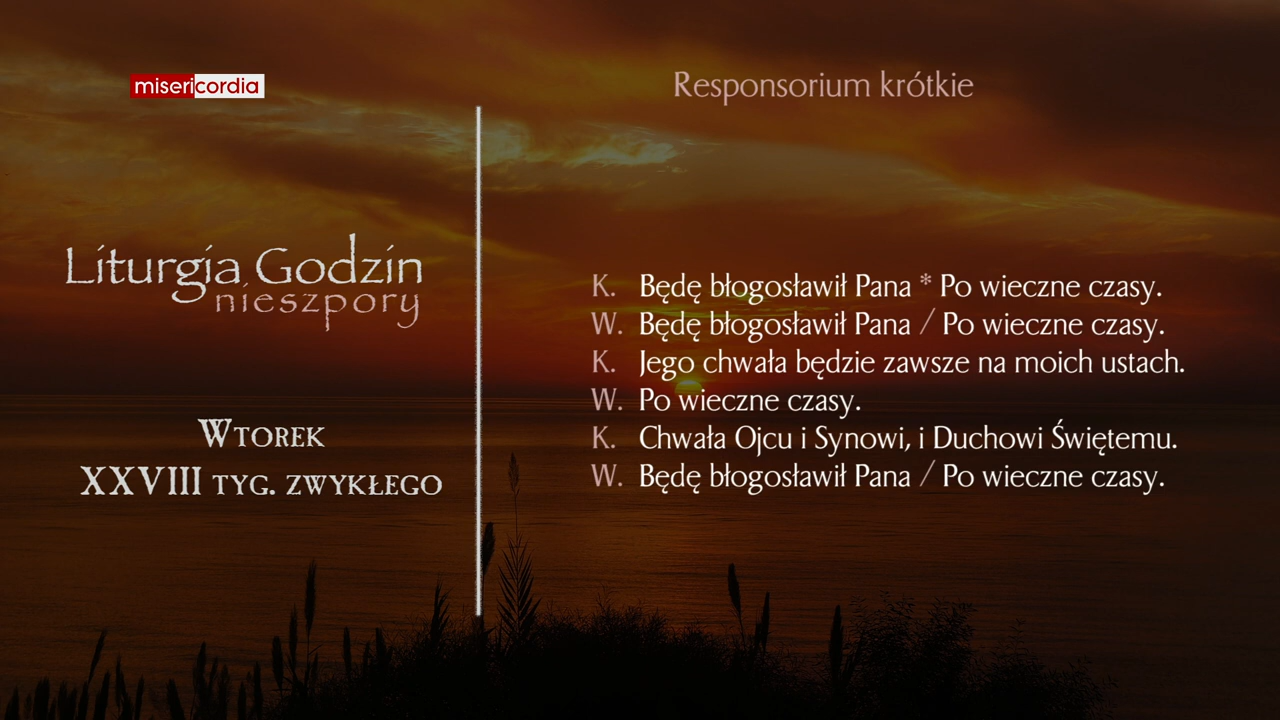 misericordia
Liturgia Godzin
nieszpory
WTOREK
XXVIII TYG. ZWYKŁEGO
Responsorium krótkie
K. Będę błogosławił Pana * Po wieczne czasy.
W. Będę błogosławił Pana / Po wieczne czasy.
K. Jego chwała będzie zawsze na moich ustach.
W. Po wieczne czasy.
K. Chwała Ojcu i Synowi, i Duchowi Świętemu.
W. Będę błogosławił Pana / Po wieczne czasy.